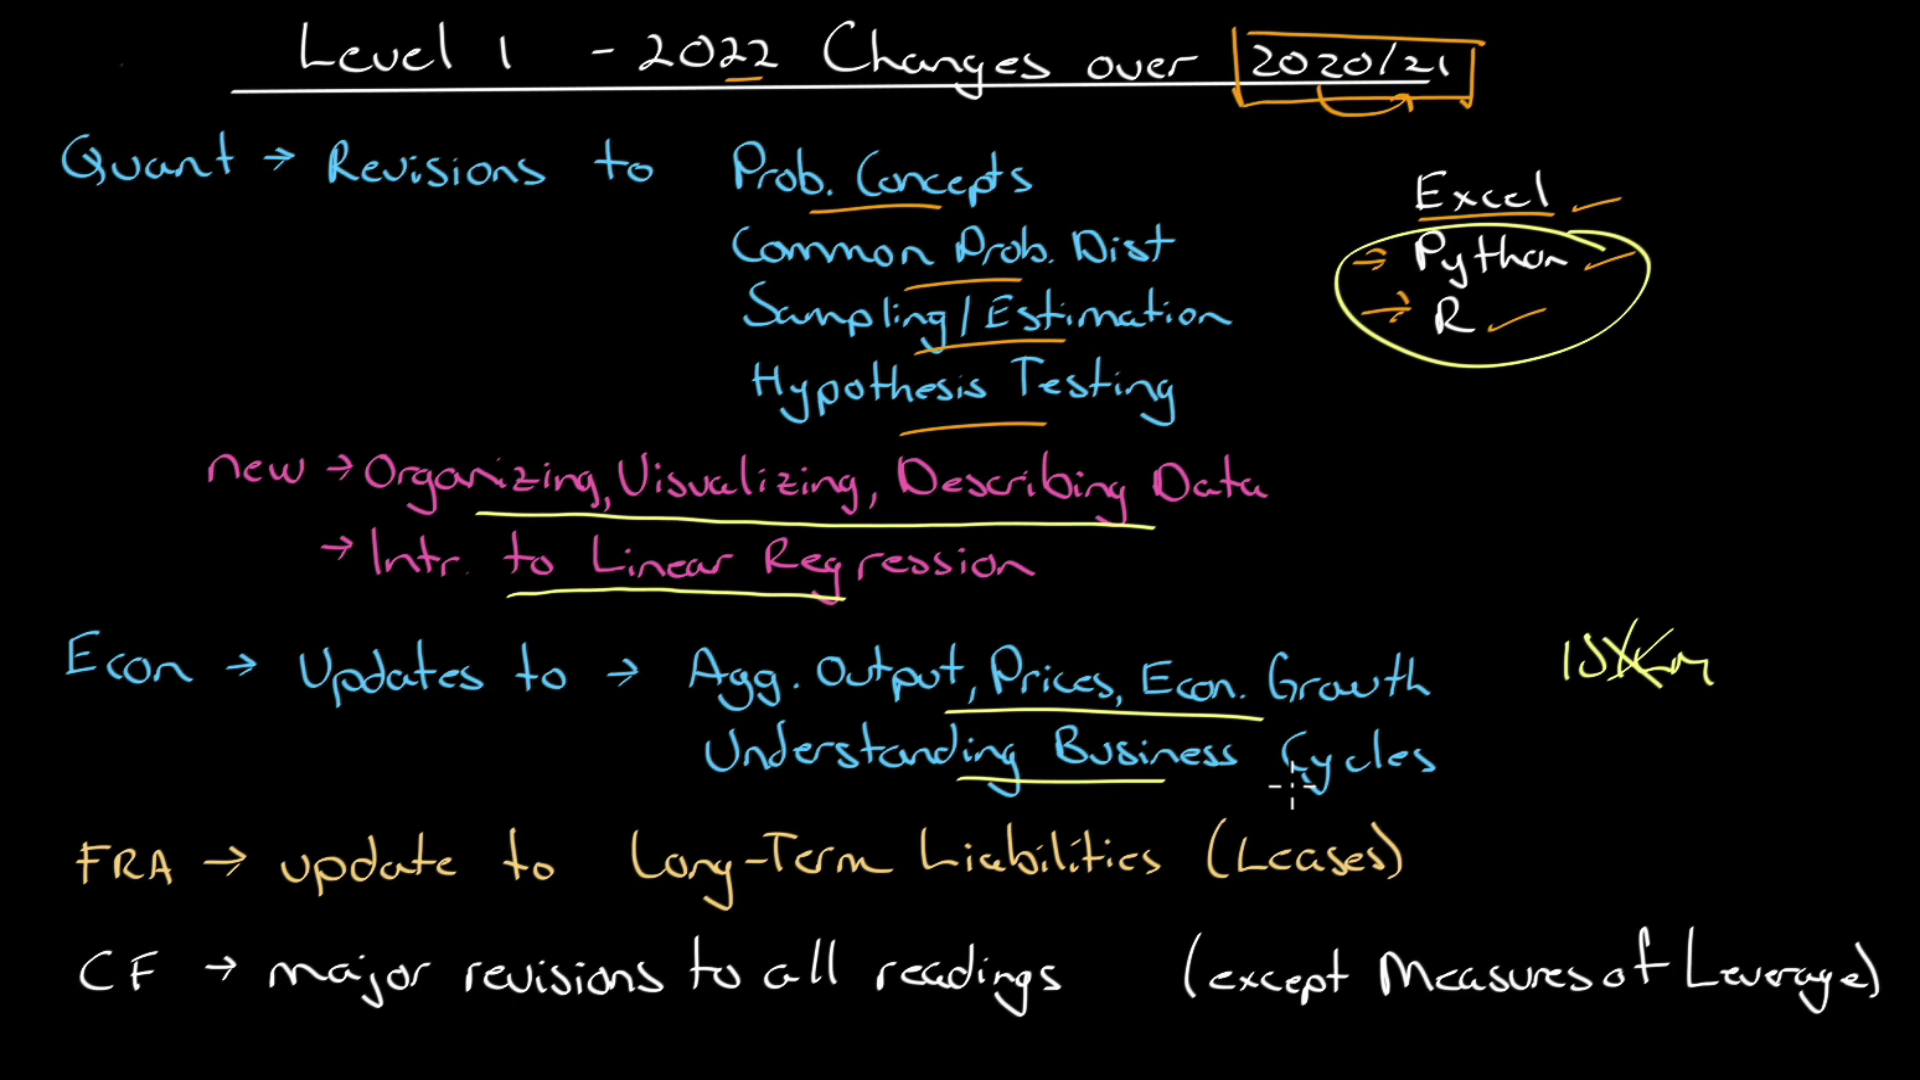 Level 1 - 2022 Changes over 2020/21
Quant → Revisions to Prob. Concepts
Common Prob. Dist
Sampling/Estimation
Hypothesis Testing
Excel
Python
R
new → Organizing, Visualizing, Describing Data
→ Intr. to Linear Regression
Econ → Updates to → Agg. Output, Prices, Econ. Growth
Understanding Business Cycles
FRA → update to Long-Term Liabilities (Leases)
CF → major revisions to all readings (except Measures of Leverage)